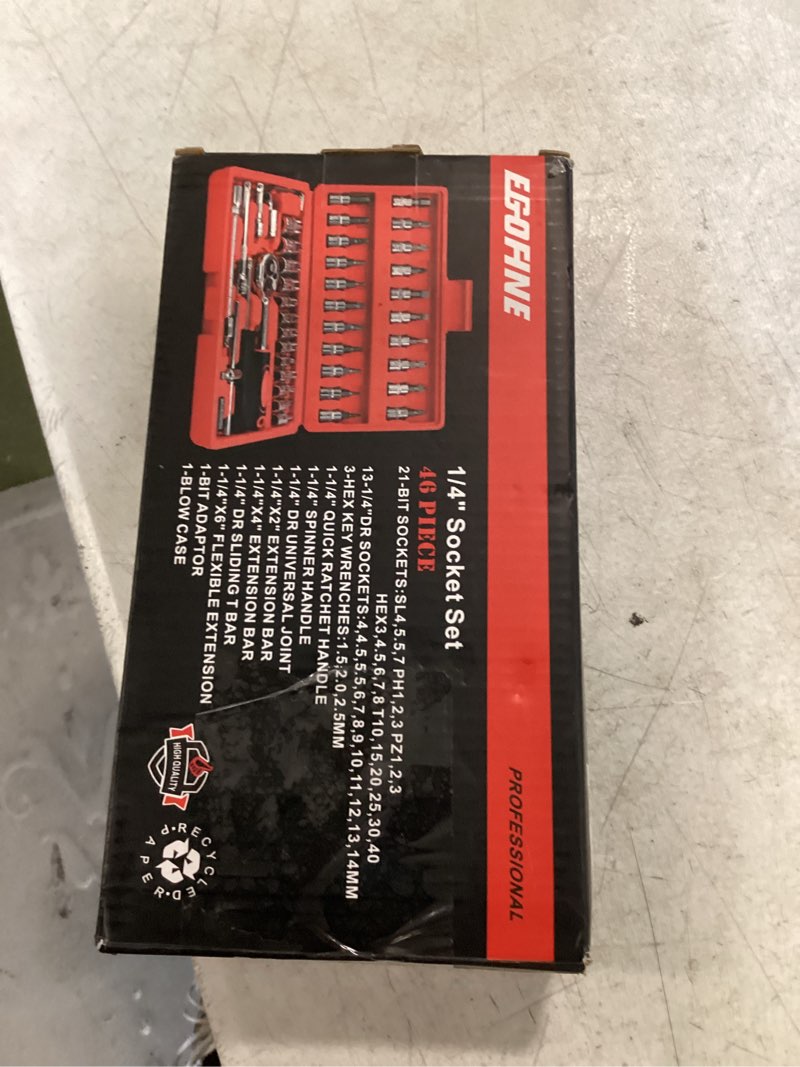 EGOFINE
PROFESSIONAL
1/4" Socket Set
46 PIECE
21-BIT SOCKETS:SL4,5.5,7 PH1,2,3 PZ1,2,3
HEX3,4,5,6,7,8 T10,15,20,25,30,40
13-1/4"DR SOCKETS:4,4.5,5,5.5,6,7,8,9,10,11,12,13,14MM
3-HEX KEY WRENCHES:1.5,2.0,2.5MM
1-1/4" QUICK RATCHET HANDLE
1-1/4" SPINNER HANDLE
1-1/4" DR UNIVERSAL JOINT
1-1/4"X2" EXTENSION BAR
1-1/4"X4" EXTENSION BAR
1-1/4" DR SLIDING T BAR
1-1/4"X6" FLEXIBLE EXTENSION
1-BIT ADAPTOR
1-BLOW CASE
HIGH QUALITY
RECYCLED•PAPER•